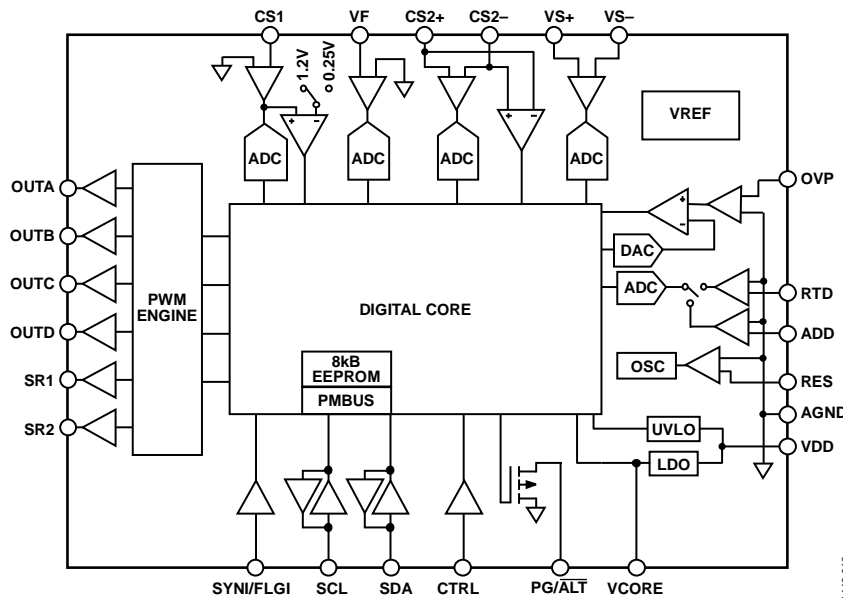 CS1 VF CS2+ CS2– VS+ VS–
1.2V
0.25V
VREF
+ –
– +
ADC ADC ADC ADC
OUTA
OUTB
OUTC
OUTD
SR1
SR2
PWM
ENGINE
DIGITAL CORE
8kB
EEPROM
PMBUS
+
–
DAC
ADC
OSC
UVLO
LDO
OVP
RTD
ADD
RES
AGND
VDD
SYNI/FLGI SCL SDA CTRL PG/ALT VCORE